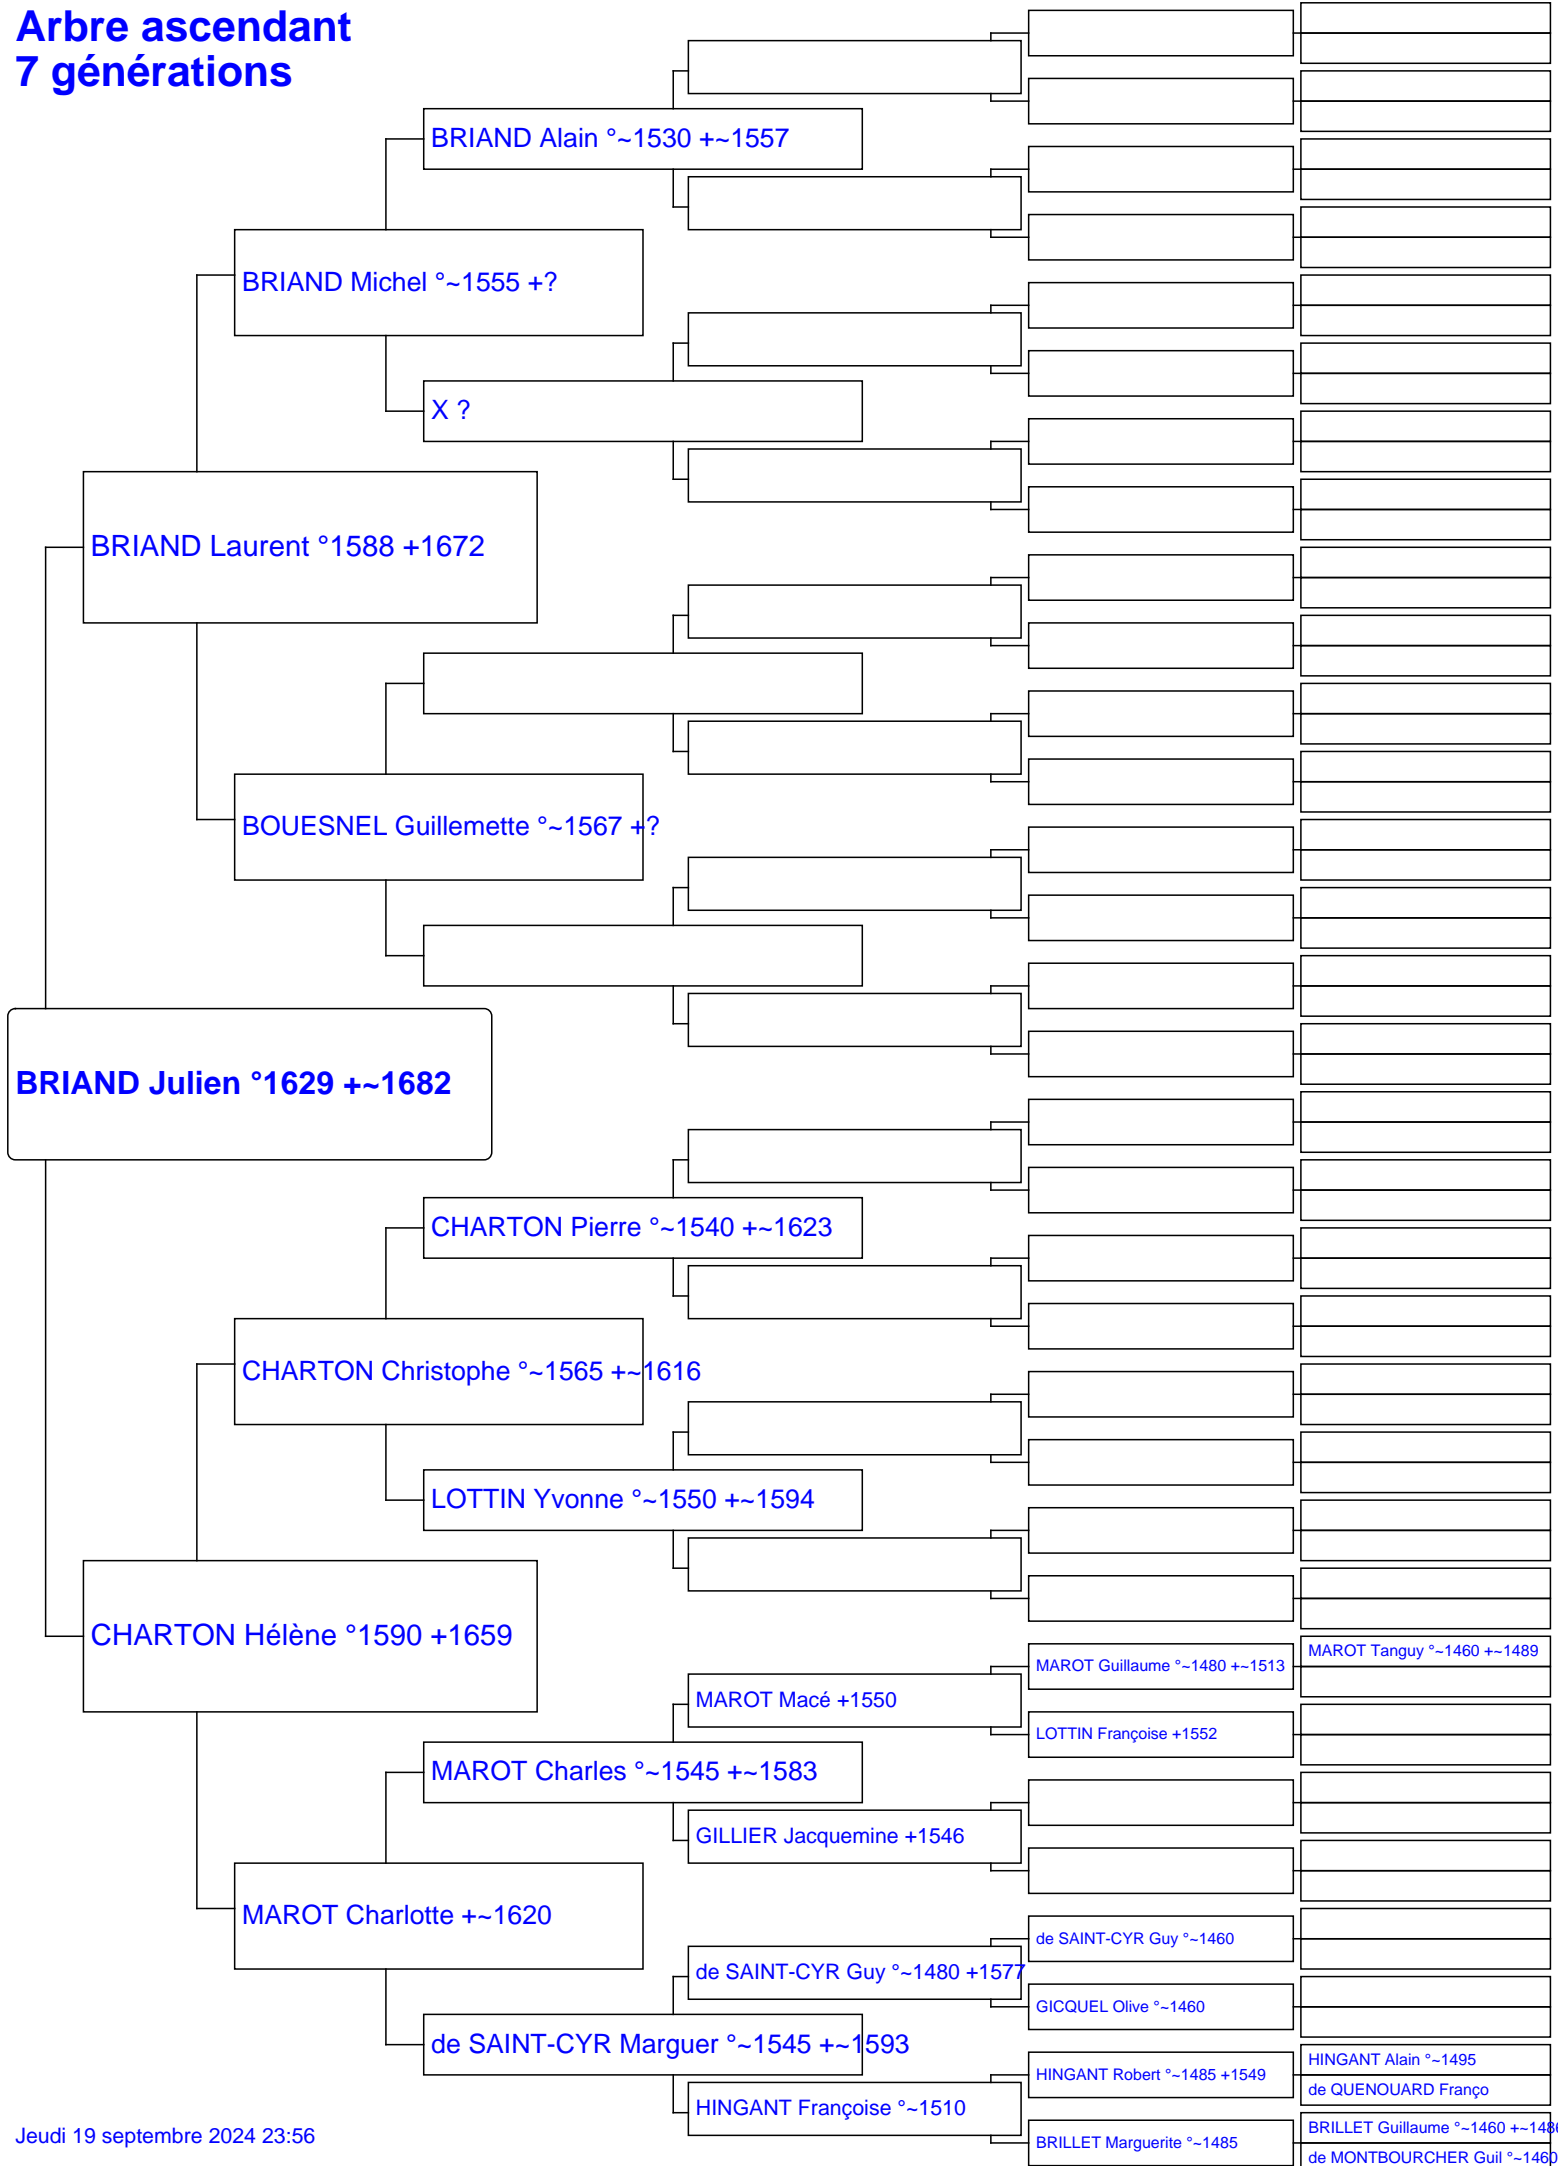 Arbre ascendant
7 générations
BRIAND Alain °~1530 +~1557
BRIAND Michel °~1555 +?
X ?
BRIAND Laurent °1588 +1672
BOUESNEL Guillemette °~1567 +?
BRIAND Julien °1629 +~1682
CHARTON Pierre °~1540 +~1623
CHARTON Christophe °~1565 +~1616
LOTTIN Yvonne °~1550 +~1594
CHARTON Hélène °1590 +1659
MAROT Tanguy °~1460 +~1489
MAROT Guillaume °~1480 +~1513
MAROT Macé +1550
LOTTIN Françoise +1552
MAROT Charles °~1545 +~1583
GILLIER Jacquemine +1546
MAROT Charlotte +~1620
de SAINT-CYR Guy °~1460
de SAINT-CYR Guy °~1480 +1577
GICQUEL Olive °~1460
de SAINT-CYR Marguer °~1545 +~1593
HINGANT Alain °~1495
HINGANT Robert °~1485 +1549
de QUENOUARD Franço
HINGANT Françoise °~1510
BRILLET Guillaume °~1460 +~1486
BRILLET Marguerite °~1485
de MONTBOURCHER Guil °~1460
Jeudi 19 septembre 2024 23:56